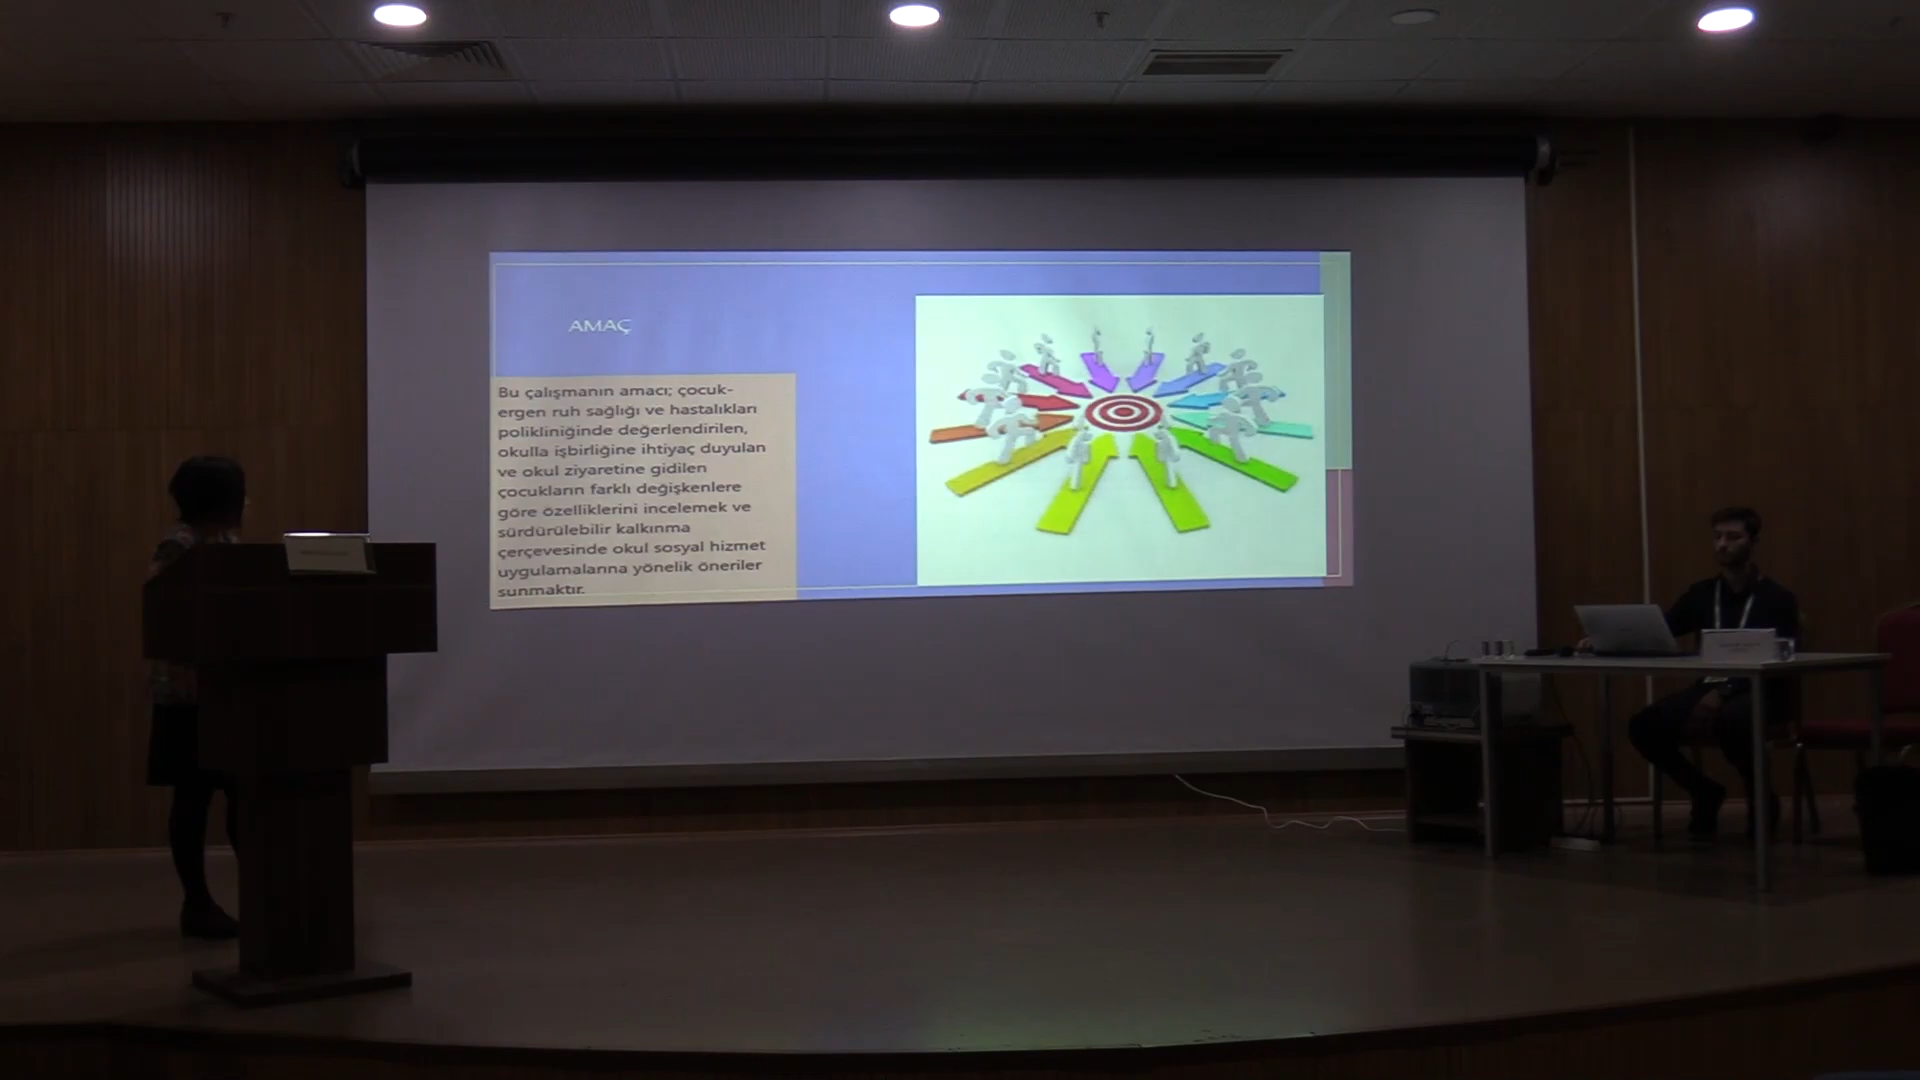 AMAÇ
Bu çalışmanın amacı; çocuk-
ergen ruh sağlığı ve hastalıkları
polikliniğinde değerlendirilen,
okulla işbirliğine ihtiyaç duyulan
ve okul ziyaretine gidilen
çocukların farklı değişkenlere
göre özelliklerini incelemek ve
sürdürülebilir kalkınma
çerçevesinde okul sosyal hizmet
uygulamalarına yönelik öneriler
sunmaktır.